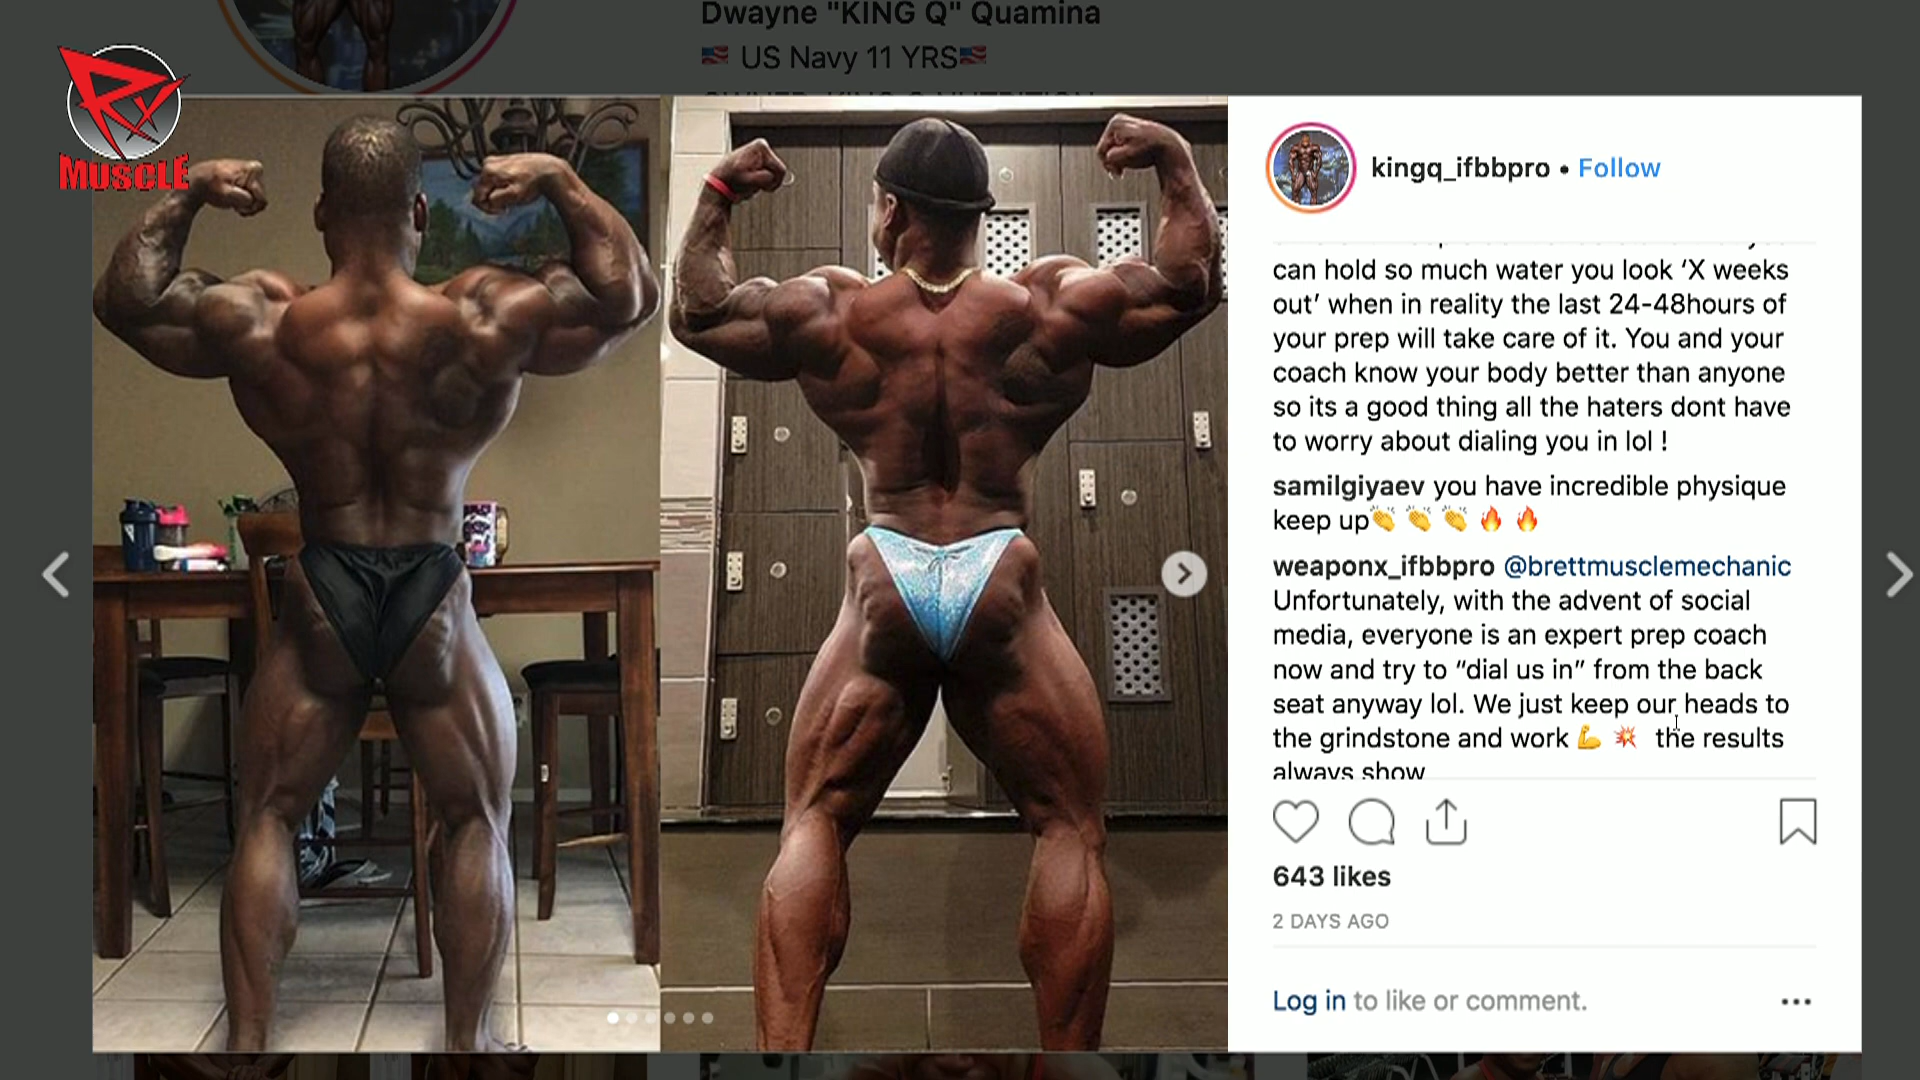 Dwayne "KING Q" Quamina
🇺🇸 US Navy 11 YRS🇺🇸
RX
MUSCLE
kingq_ifbbpro • Follow
can hold so much water you look ‘X weeks
out’ when in reality the last 24-48hours of
your prep will take care of it. You and your
coach know your body better than anyone
so its a good thing all the haters dont have
to worry about dialing you in lol !
samilgiyaev you have incredible physique
keep up👏 👏 👏 🔥 🔥
weaponx_ifbbpro @brettmusclemechanic
Unfortunately, with the advent of social
media, everyone is an expert prep coach
now and try to “dial us in” from the back
seat anyway lol. We just keep our heads to
the grindstone and work 💪 💥 the results
always show
643 likes
2 DAYS AGO
Log in to like or comment.